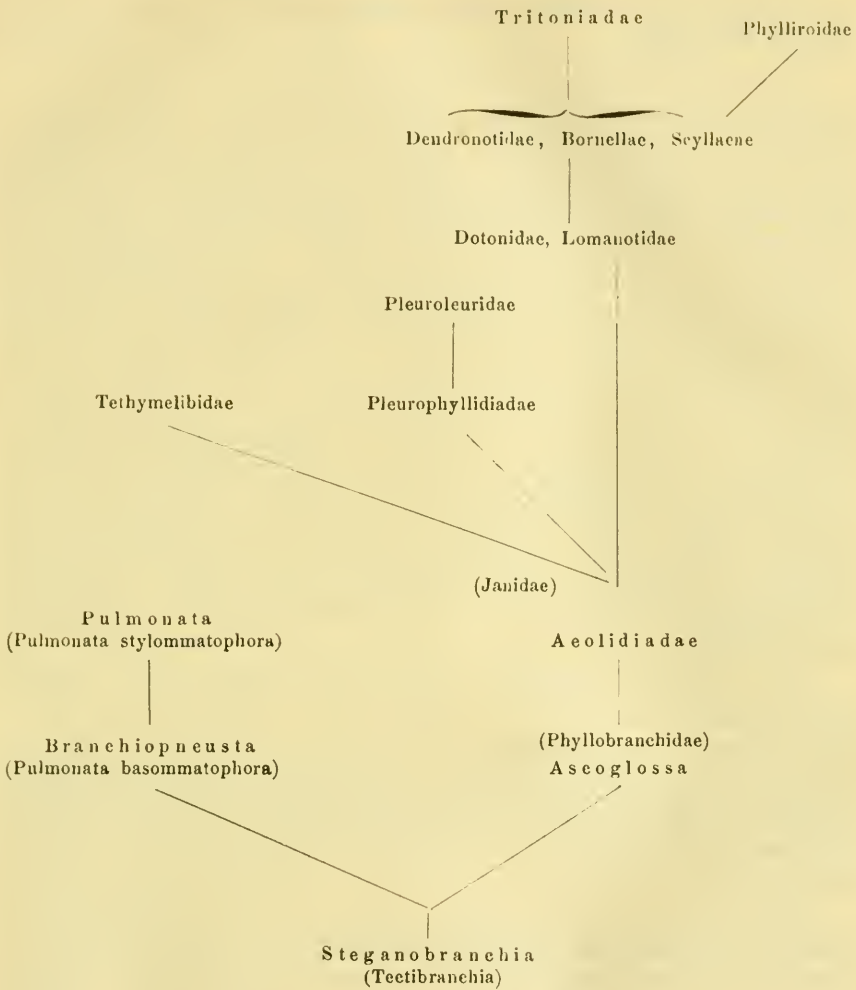 Tritoniadae
Phylliroidae
Dendronotidae, Bornellae, Scyllaene
Dotonidae, Lomanotidae
Pleuroleuridae
Tethymelibidae
Pleurophyllidiadae
(Janidae)
Pulmonata
(Pulmonata stylommatophora)
Aeolidiadae
Branchiopneusta
(Pulmonata basommatophora)
(Phyllobranchidae)
Ascoglossa
Steganobranchia
(Tectibranchia)